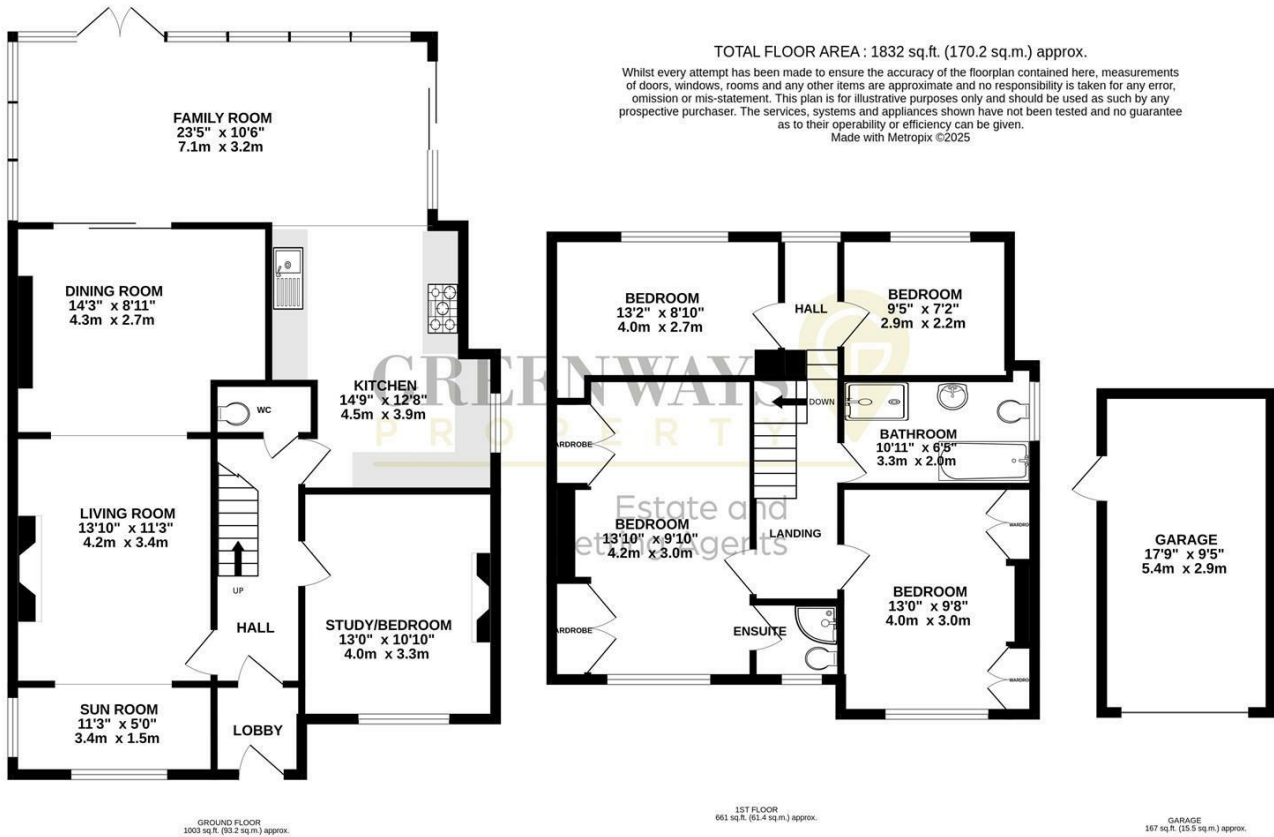 TOTAL FLOOR AREA : 1832 sq.ft. (170.2 sq.m.) approx.
Whilst every attempt has been made to ensure the accuracy of the floorplan contained here, measurements
of doors, windows, rooms and any other items are approximate and no responsibility is taken for any error,
omission or mis-statement. This plan is for illustrative purposes only and should be used as such by any
prospective purchaser. The services, systems and appliances shown have not been tested and no guarantee
as to their operability or efficiency can be given.
Made with Metropix ©2025
FAMILY ROOM
23'5" x 10'6"
7.1m x 3.2m
DINING ROOM
14'3" x 8'11"
4.3m x 2.7m
KITCHEN
14'9" x 12'8"
4.5m x 3.9m
WC
LIVING ROOM
13'10" x 11'3"
4.2m x 3.4m
UP
HALL
STUDY/BEDROOM
13'0" x 10'10"
4.0m x 3.3m
SUN ROOM
11'3" x 5'0"
3.4m x 1.5m
LOBBY
GROUND FLOOR
1003 sq.ft. (93.2 sq.m.) approx.
BEDROOM
13'2" x 8'10"
4.0m x 2.7m
HALL
BEDROOM
9'5" x 7'2"
2.9m x 2.2m
DOWN
BATHROOM
10'11" x 6'5"
3.3m x 2.0m
ARDROBE
BEDROOM
13'10" x 9'10"
4.2m x 3.0m
ARDROBE
LANDING
ENSUITE
BEDROOM
13'0" x 9'8"
4.0m x 3.0m
WARDRO
WARDRO
1ST FLOOR
661 sq.ft. (61.4 sq.m.) approx.
GARAGE
17'9" x 9'5"
5.4m x 2.9m
GARAGE
167 sq.ft. (15.5 sq.m.) approx.
GREENWAYS
PROPERTY
Estate and
eting Agents